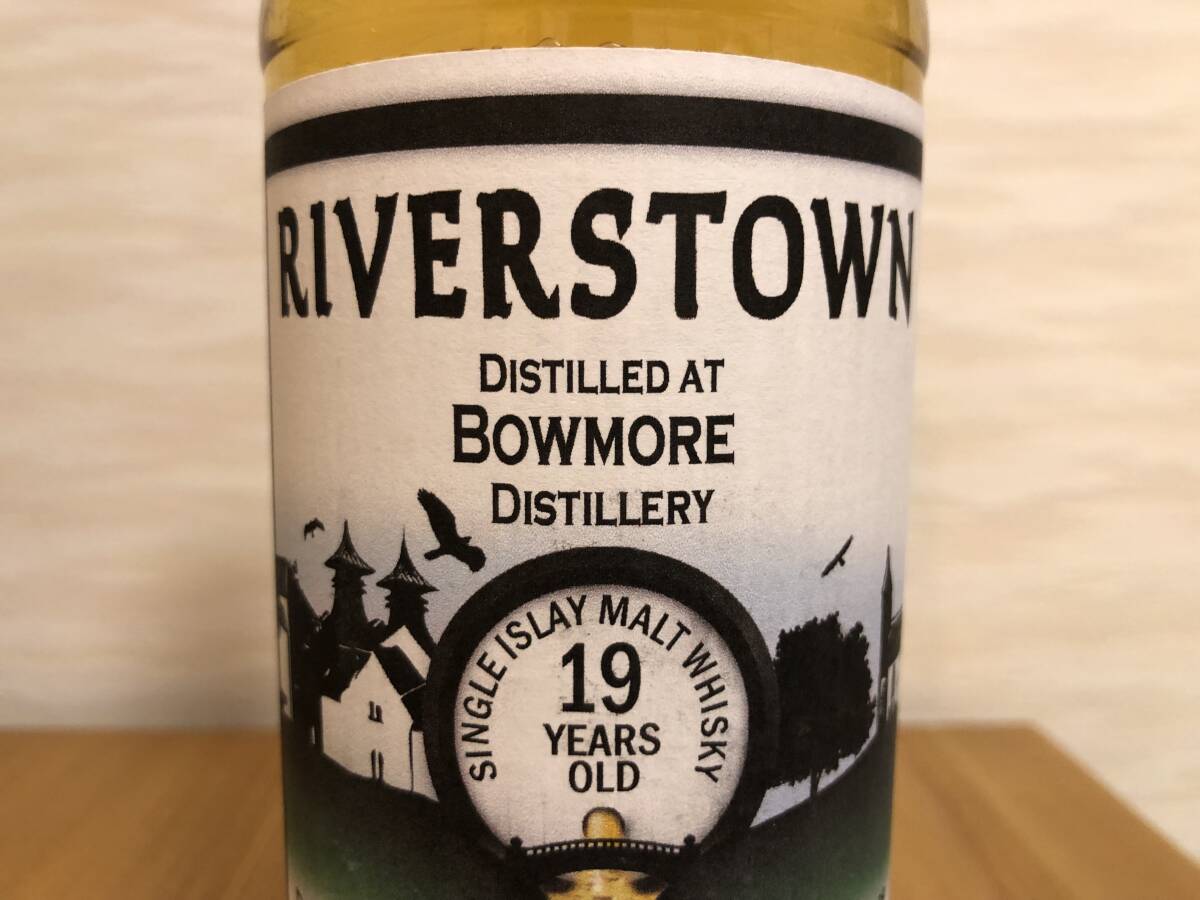 RIVERSTOWN
DISTILLED AT
BOWMORE
DISTILLERY
SINGLE ISLAY MALT WHISKY
19
YEARS
OLD